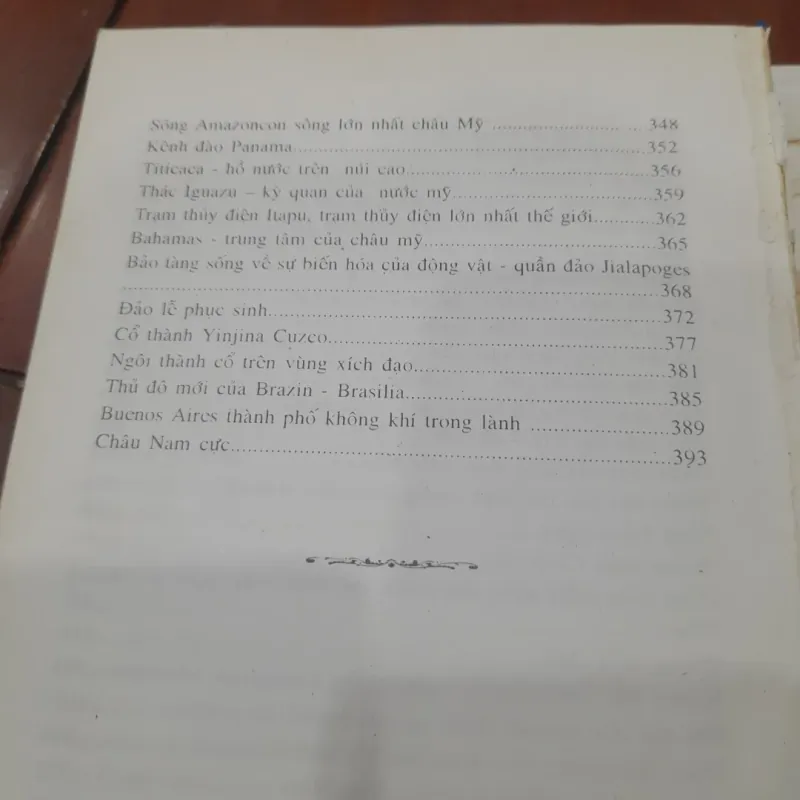 Sông Amazoncon sông lớn nhất châu Mỹ ........................... ... 348
Kênh đào Panama.....................................................352
Titicaca - hồ nước trên núi cao.....................................356
Thác Iguazu – kỳ quan của nước mỹ...............................359
Trạm thủy điện Itapu, trạm thủy điện lớn nhất thế giới..........362
Bahamas - trung tâm của châu mỹ...................................365
Bảo tàng sống về sự biến hóa của động vật - quần đảo Jialapoges
.....................................................................................368
Đảo lễ phục sinh.......................................................372
Cổ thành Yinjina Cuzco..............................................377
Ngôi thành cổ trên vùng xích đạo...................................381
Thủ đô mới của Brazin - Brasilia....................................385
Buenos Aires thành phố không khí trong lành .....................389
Châu Nam cực..........................................................393